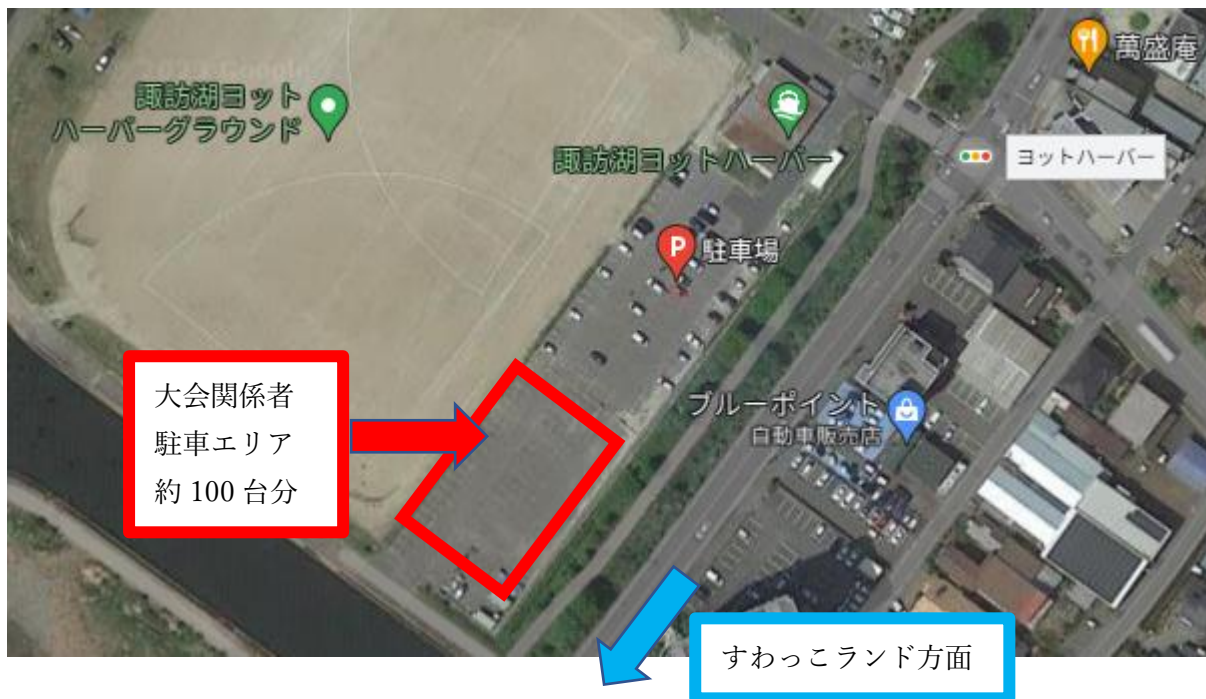 萬盛庵
諏訪湖ヨット
ハーバーグラウンド
諏訪湖ヨットハーバー
ヨットハーバー
P 駐車場
大会関係者
駐車エリア
約 100 台分
ブルーポイント
自動車販売店
すわっこランド方面